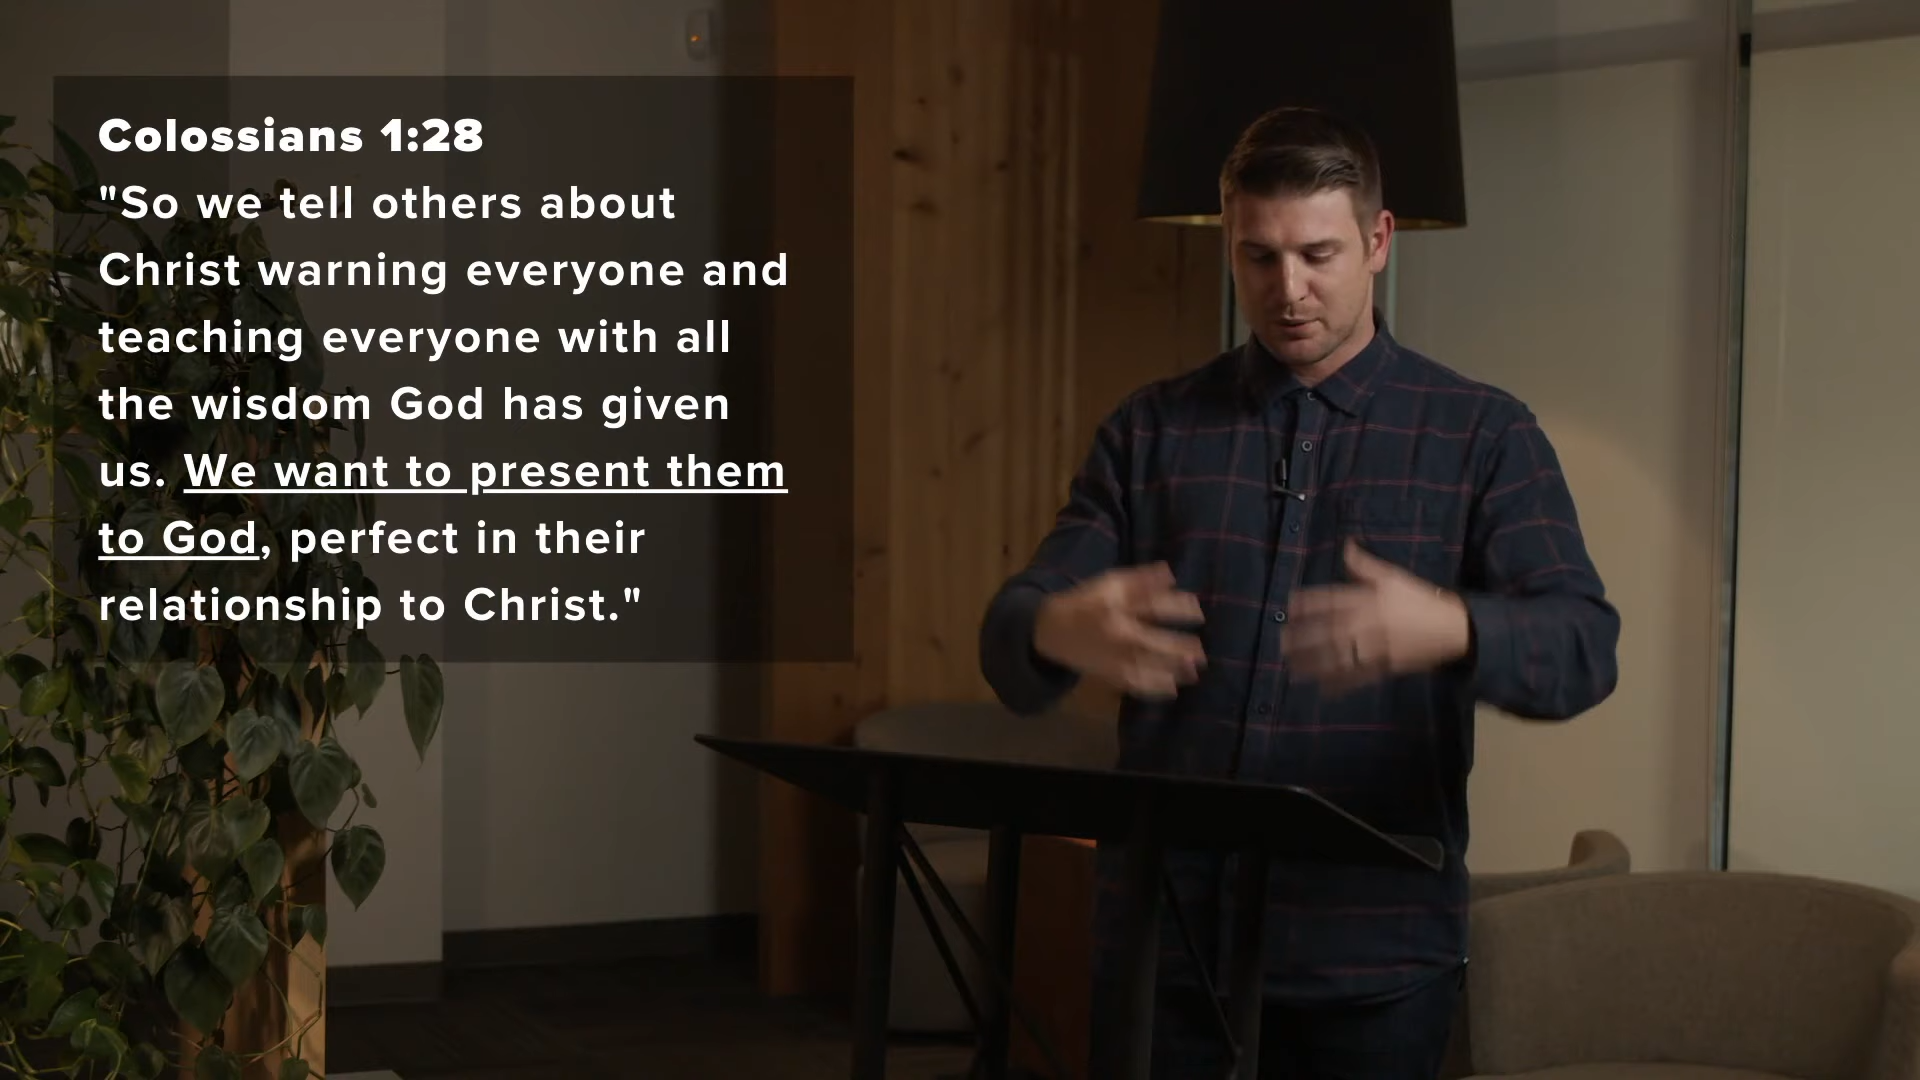 Colossians 1:28
"So we tell others about
Christ warning everyone and
teaching everyone with all
the wisdom God has given
us. We want to present them
to God, perfect in their
relationship to Christ."